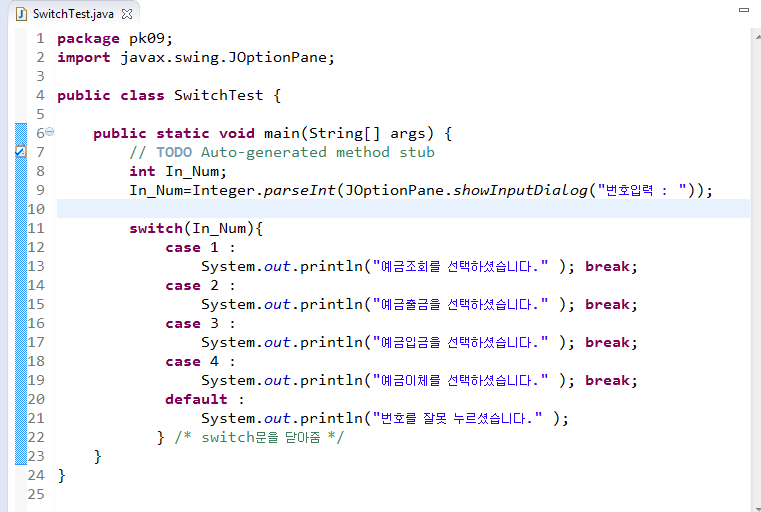 SwitchTest.java
1 package pk09;
2 import javax.swing.JOptionPane;
3
4 public class SwitchTest {
5
6 public static void main(String[] args) {
7 // TODO Auto-generated method stub
8 int In_Num;
9 In_Num=Integer.parseInt(JOptionPane.showInputDialog("번호입력 : "));
10
11 switch(In_Num){
12 case 1 :
13 System.out.println("예금조회를 선택하셨습니다." ); break;
14 case 2 :
15 System.out.println("예금출금을 선택하셨습니다." ); break;
16 case 3 :
17 System.out.println("예금입금을 선택하셨습니다." ); break;
18 case 4 :
19 System.out.println("예금이체를 선택하셨습니다." ); break;
20 default :
21 System.out.println("번호를 잘못 누르셨습니다." );
22 } /* switch문을 닫아줌 */
23 }
24 }
25